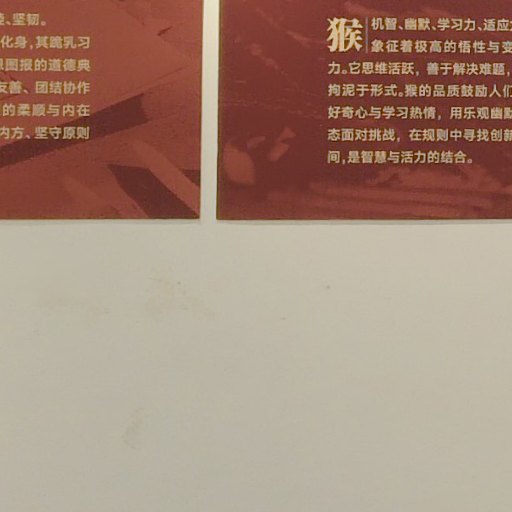 坚韧。
化身,其跪乳习
恩图报的道德典
友善、团结协作
的柔顺与内在
内方、坚守原则
猴 机智、幽默、学习力、适应
象征着极高的悟性与变
力。它思维活跃,善于解决难题,
拘泥于形式。猴的品质鼓励人们
好奇心与学习热情,用乐观幽默
态面对挑战,在规则中寻找创新
间,是智慧与活力的结合。